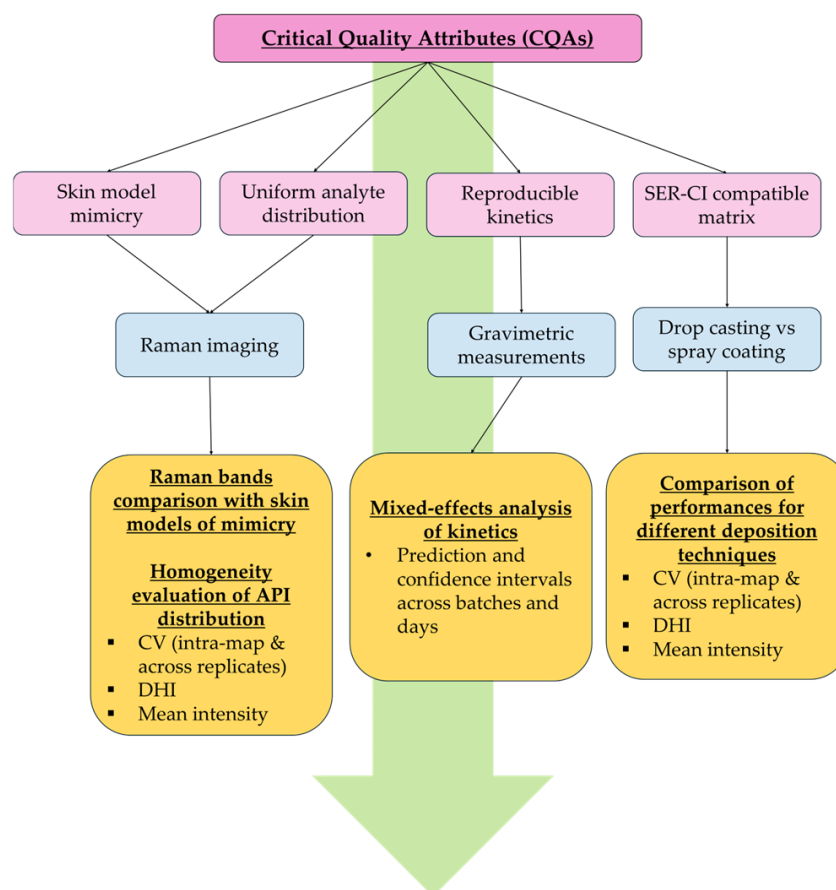 Critical Quality Attributes (CQAs)
Skin model
mimicry
Uniform analyte
distribution
Reproducible
kinetics
SER-CI compatible
matrix
Raman imaging
Gravimetric
measurements
Drop casting vs
spray coating
Raman bands
comparison with skin
models of mimicry
Homogeneity
evaluation of API
distribution
▪ CV (intra-map &
across replicates)
▪ DHI
▪ Mean intensity
Mixed-effects analysis
of kinetics
• Prediction and
confidence intervals
across batches and
days
Comparison of
performances for
different deposition
techniques
▪ CV (intra-map &
across replicates)
▪ DHI
▪ Mean intensity